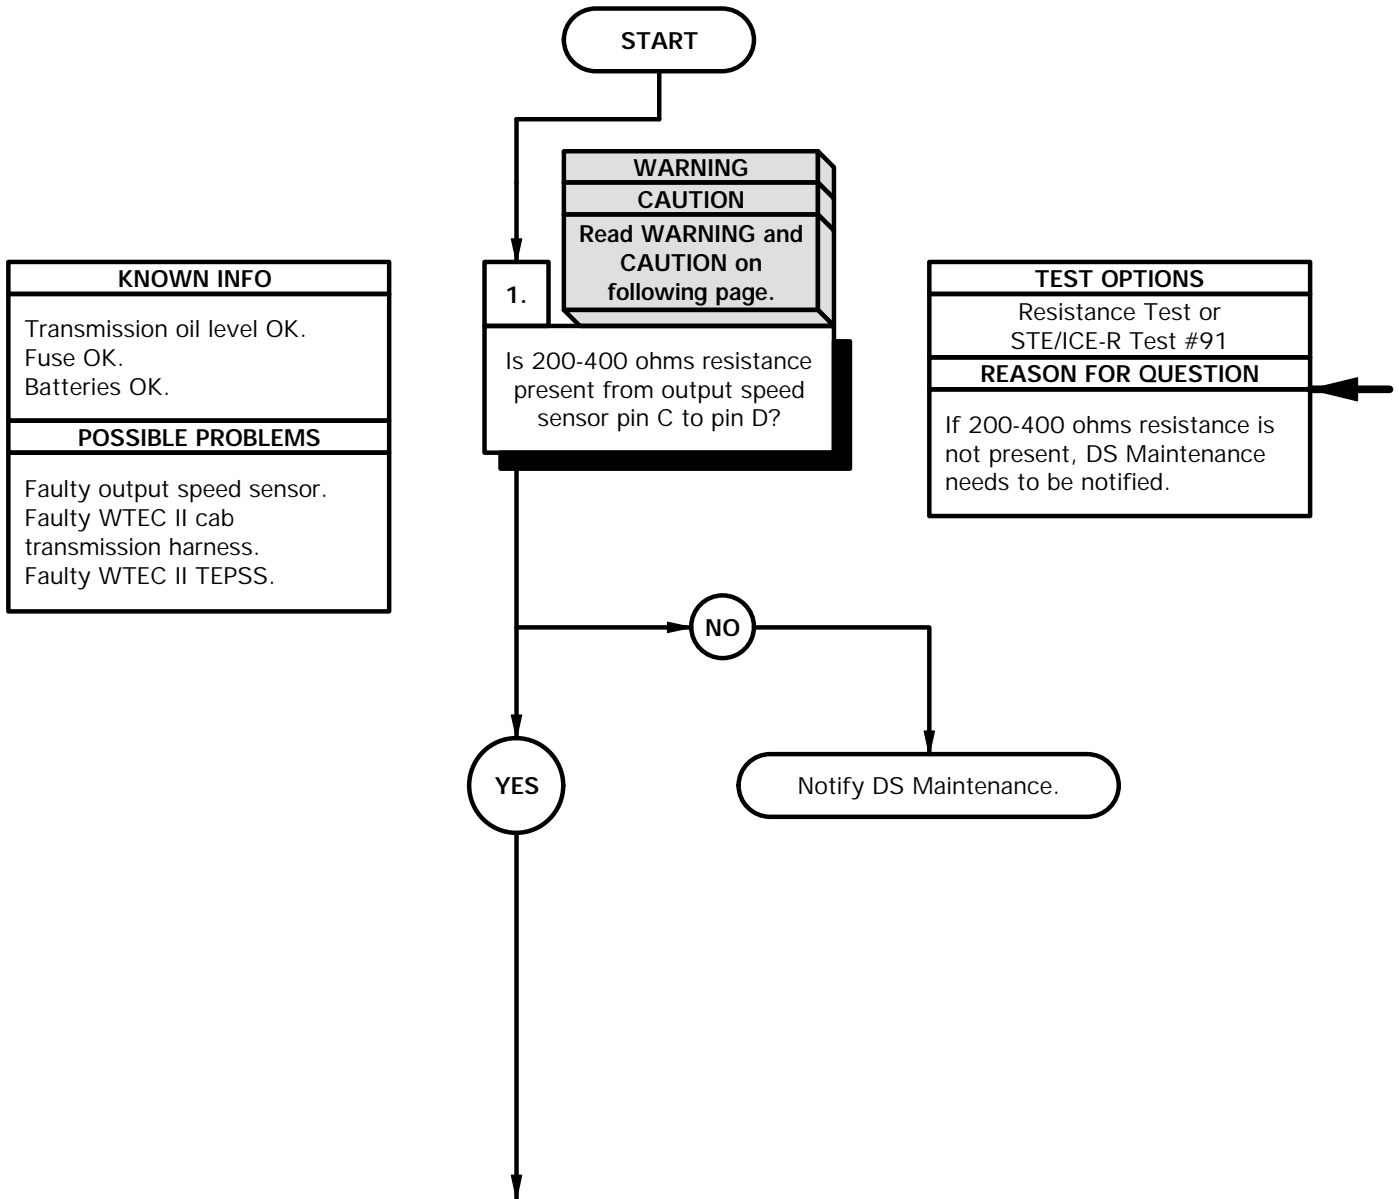 START
WARNING
CAUTION
Read WARNING and
CAUTION on
following page.
KNOWN INFO
Transmission oil level OK.
Fuse OK.
Batteries OK.
POSSIBLE PROBLEMS
Faulty output speed sensor.
Faulty WTEC II cab
transmission harness.
Faulty WTEC II TEPSS.
1.
Is 200-400 ohms resistance
present from output speed
sensor pin C to pin D?
TEST OPTIONS
Resistance Test or
STE/ICE-R Test #91
REASON FOR QUESTION
If 200-400 ohms resistance is
not present, DS Maintenance
needs to be notified.
NO
YES
Notify DS Maintenance.